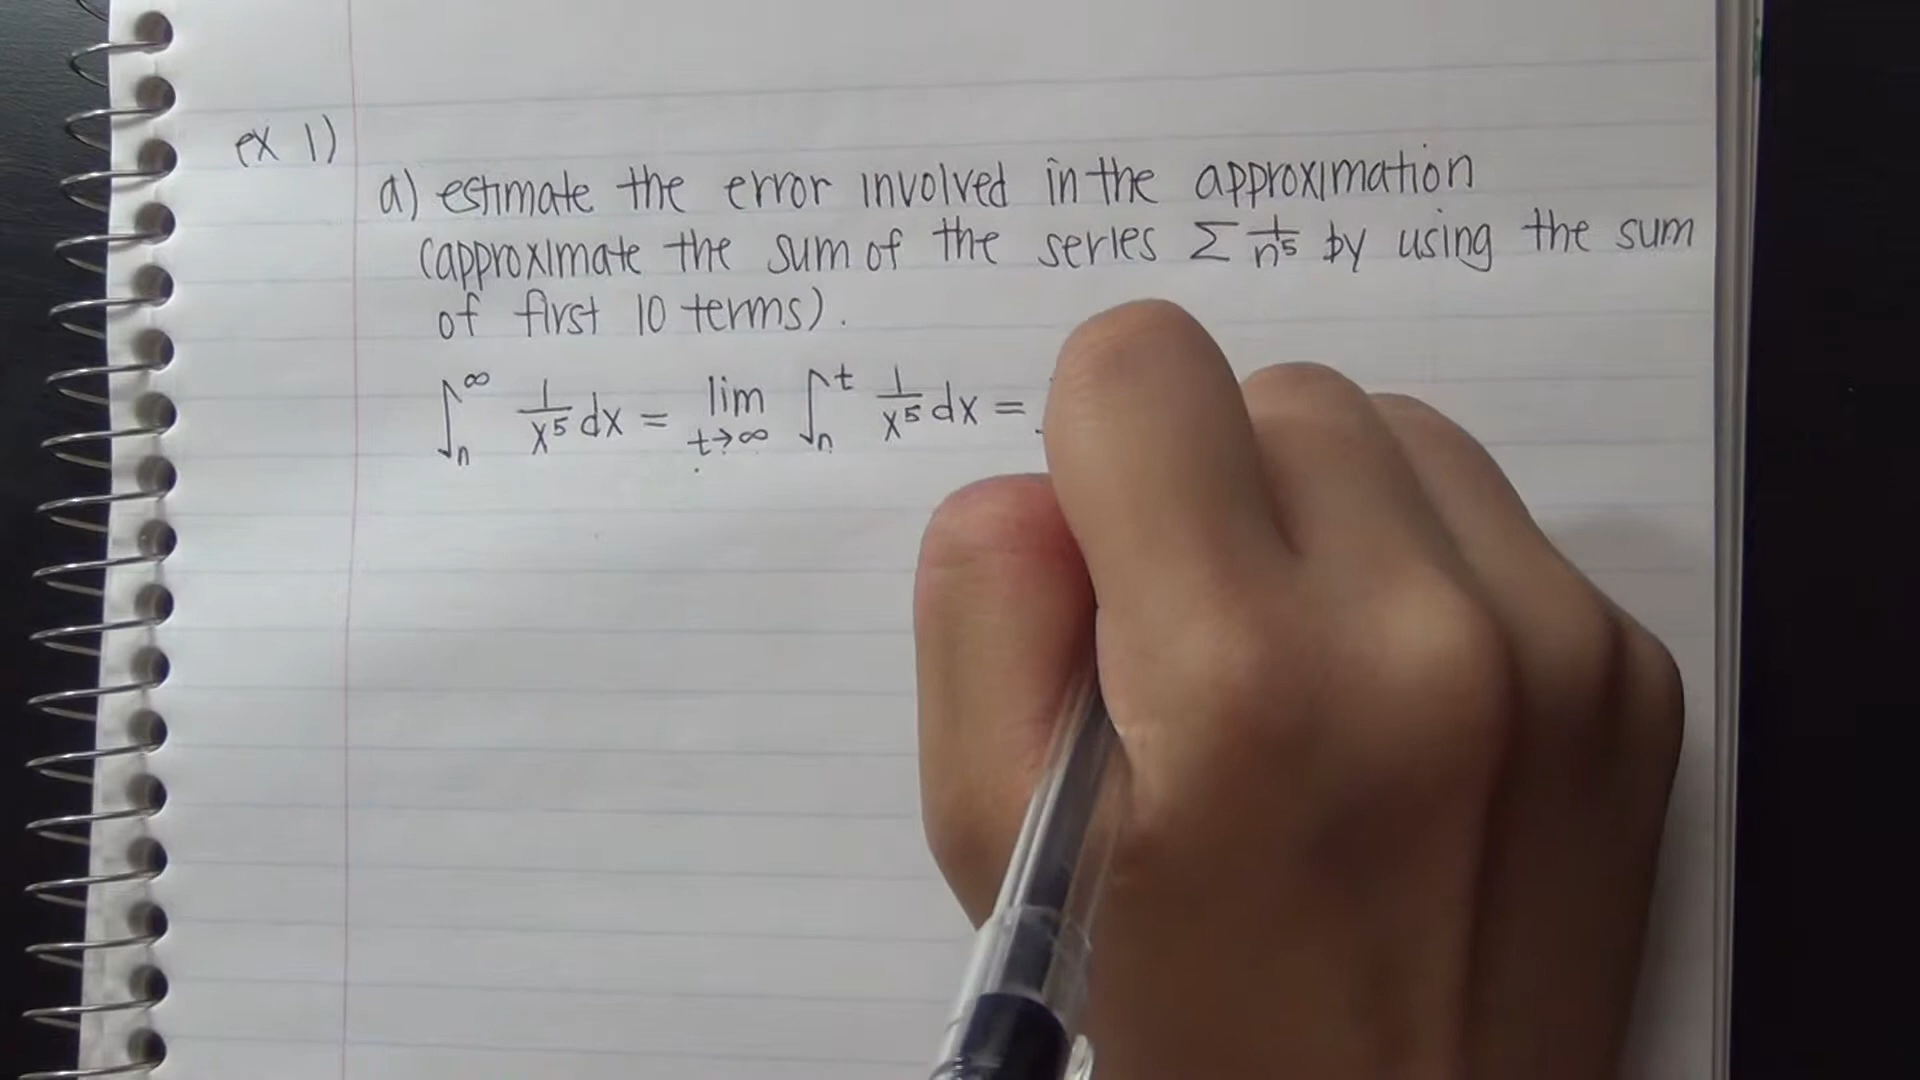 ex 1)
a) estimate the error involved in the approximation
(approximate the sum of the series Σ 1/n⁵ by using the sum
of first 10 terms).
∫ₙ^∞ 1/x⁵ dx = lim t→∞ ∫ₙ^t 1/x⁵ dx =